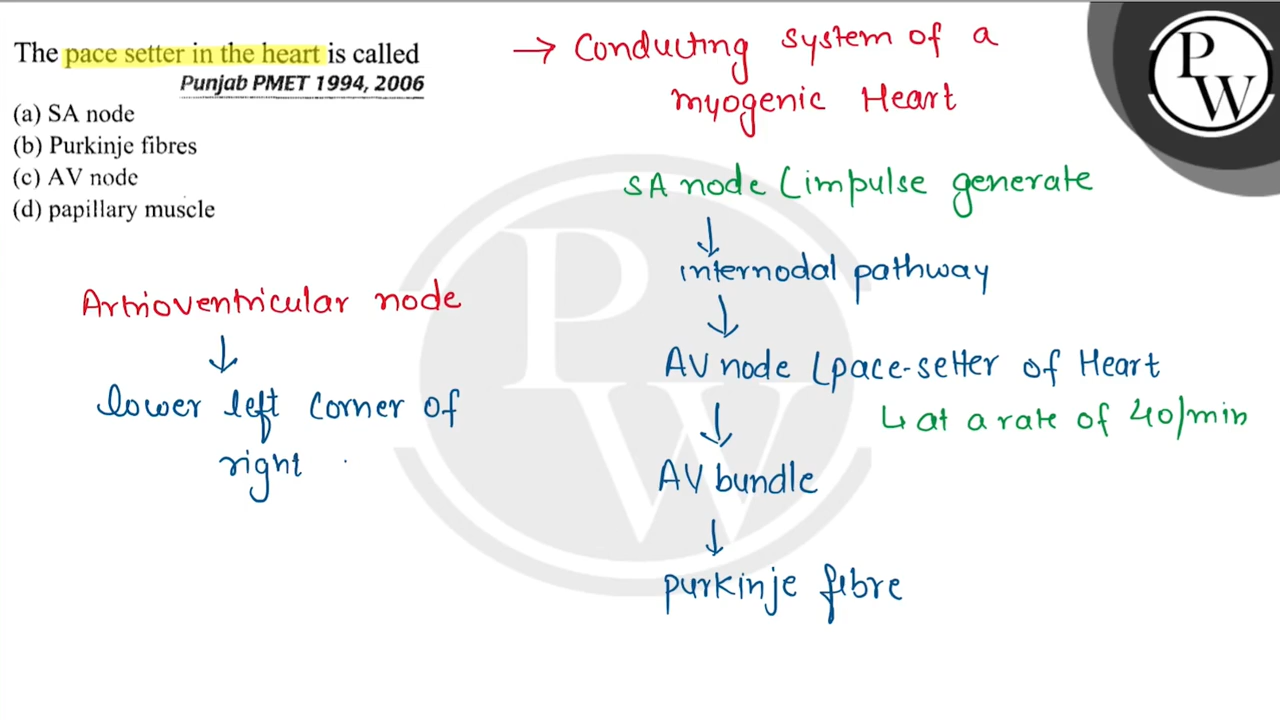 The pace setter in the heart is called
Punjab PMET 1994, 2006
(a) SA node
(b) Purkinje fibres
(c) AV node
(d) papillary muscle
→ Conducting system of a
myogenic Heart
SA node (impulse generate
↓
internodal pathway
↓
AV node (pace-setter of Heart
↳ at a rate of 40/min
↓
AV bundle
↓
purkinje fibre
Artrioventricular node
↓
lower left corner of
right
P
W
P
W